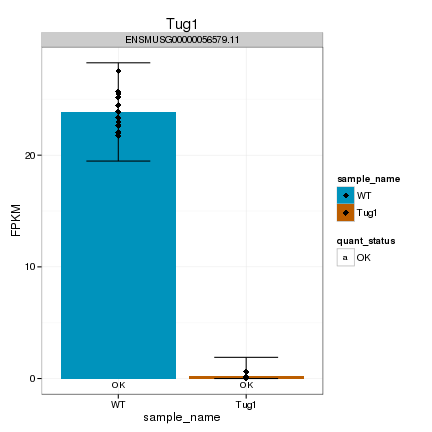 Tug1
ENSMUSG00000056579.11
FPKM
20
10
0
OK
OK
WT
Tug1
sample_name
sample_name
WT
Tug1
quant_status
a
OK